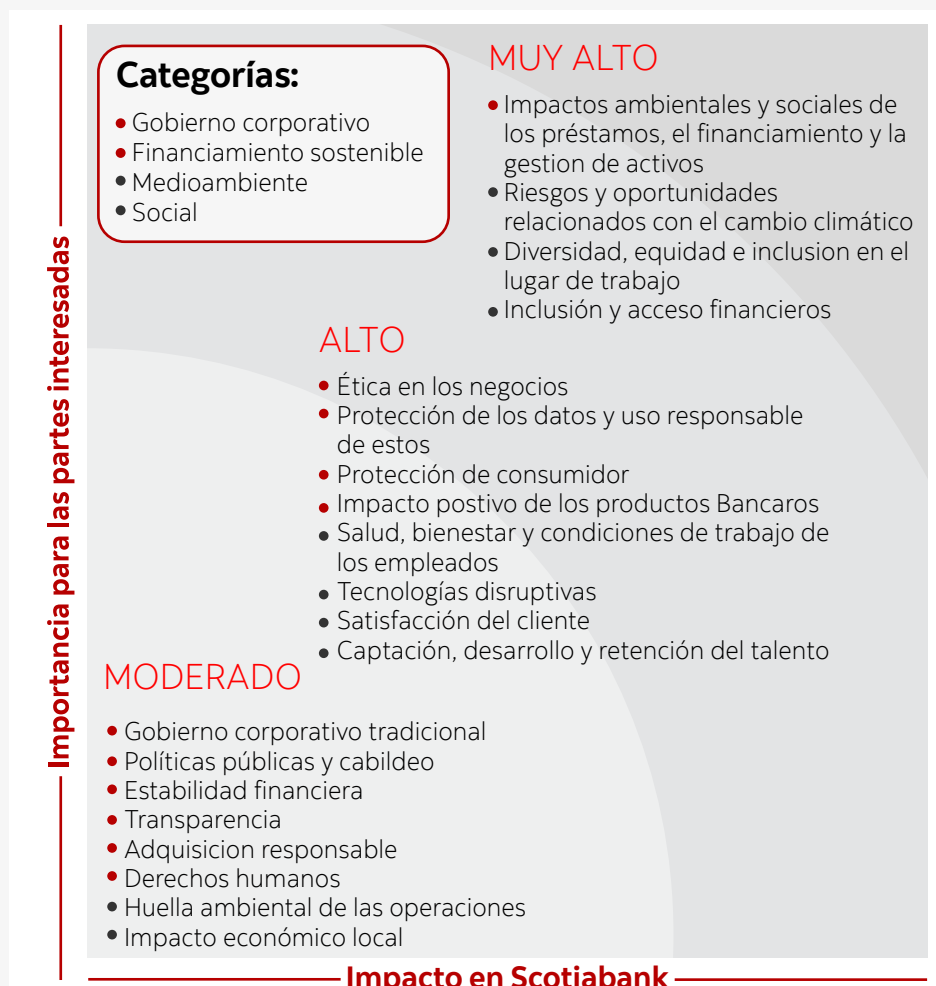 Categorías:
Gobierno corporativo
Financiamiento sostenible
Medioambiente
Social
MUY ALTO
Impactos ambientales y sociales de
los préstamos, el financiamiento y la
gestion de activos
Riesgos y oportunidades
relacionados con el cambio climático
Diversidad, equidad e inclusion en el
lugar de trabajo
Inclusión y acceso financieros
ALTO
Ética en los negocios
Protección de los datos y uso responsable
de estos
Protección de consumidor
Impacto postivo de los productos Bancaros
Salud, bienestar y condiciones de trabajo de
los empleados
Tecnologías disruptivas
Satisfacción del cliente
Captación, desarrollo y retención del talento
MODERADO
Gobierno corporativo tradicional
Políticas públicas y cabildeo
Estabilidad financiera
Transparencia
Adquisicion responsable
Derechos humanos
Huella ambiental de las operaciones
Impacto económico local
Importancia para las partes interesadas
Impacto en Scotiabank